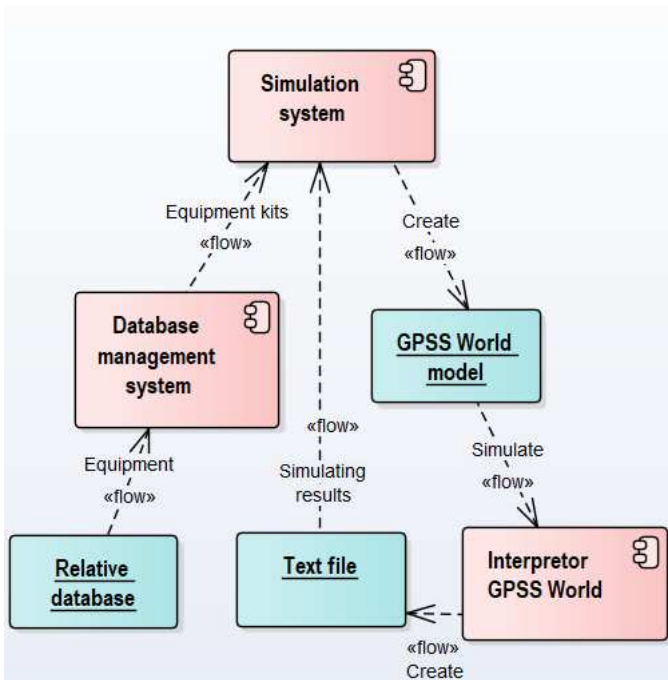 Simulation
system
Equipment kits
«flow»
Create
«flow»
Database
management
system
GPSS World
model
«flow»
Simulating
results
Simulate
«flow»
Equipment
«flow»
Relative
database
Text file
Interpretor
GPSS World
«flow»
Create